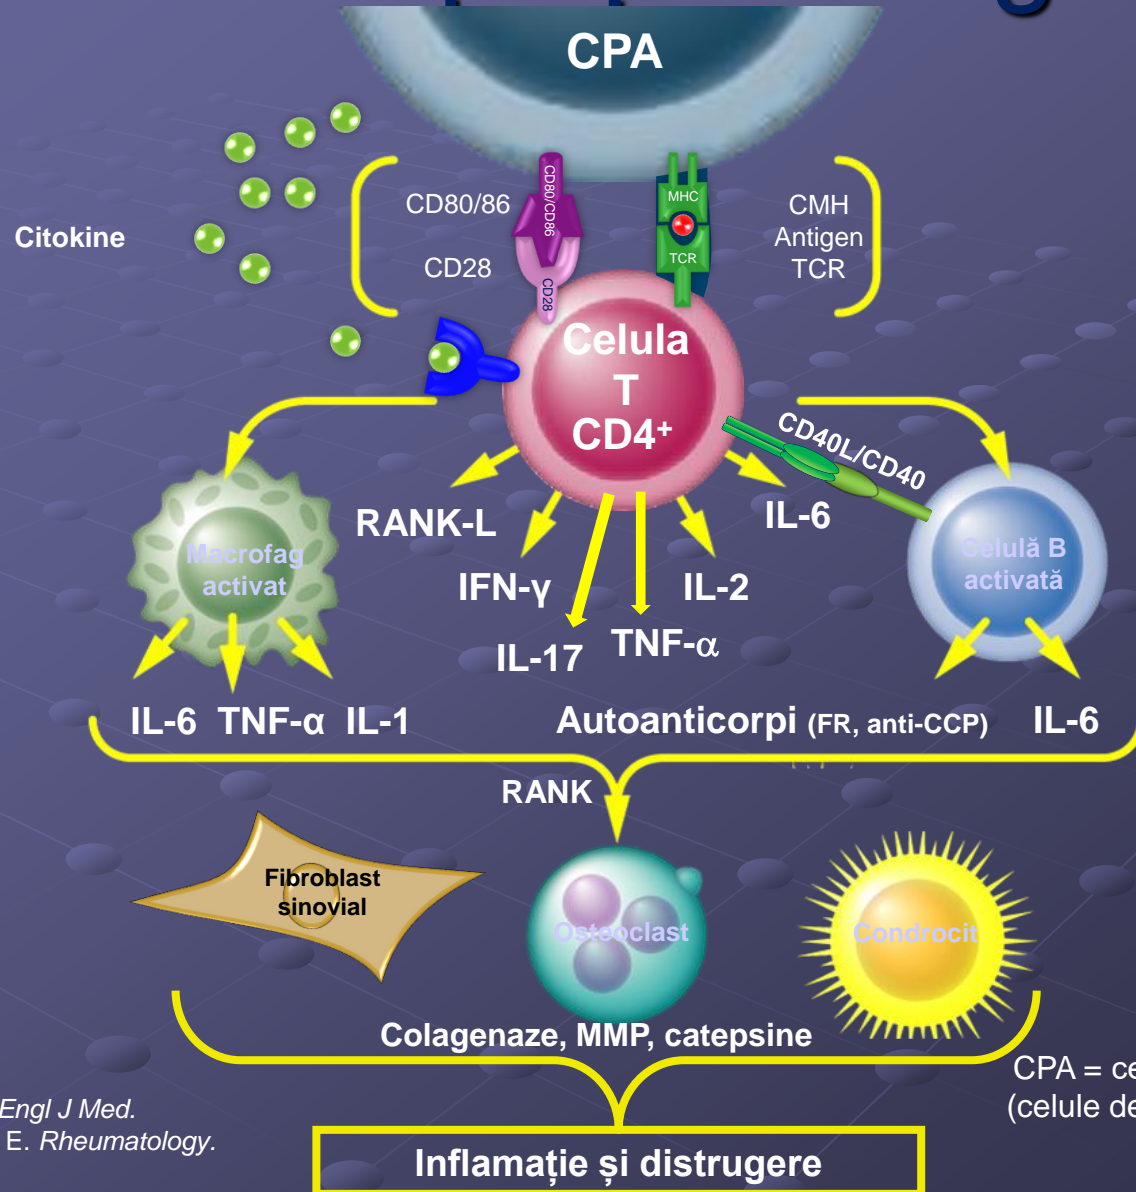 CPA
CD80/CD86
MHC
CD80/86
CMH
Antigen
Citokine
CD28
TCR
TCR
CD28
Celula
T
CD4+
CD40L/CD40
RANK-L
IL-6
Macrofag
activat
Celulă B
activată
IFN-γ
IL-2
IL-17
TNF-α
IL-6 TNF-α IL-1
Autoanticorpi (FR, anti-CCP) IL-6
RANK
Fibroblast
sinovial
Osteoclast
Condrocit
Colagenaze, MMP, catepsine
CPA = ce
(celule de
Engl J Med.
E. Rheumatology.
Inflamație și distrugere